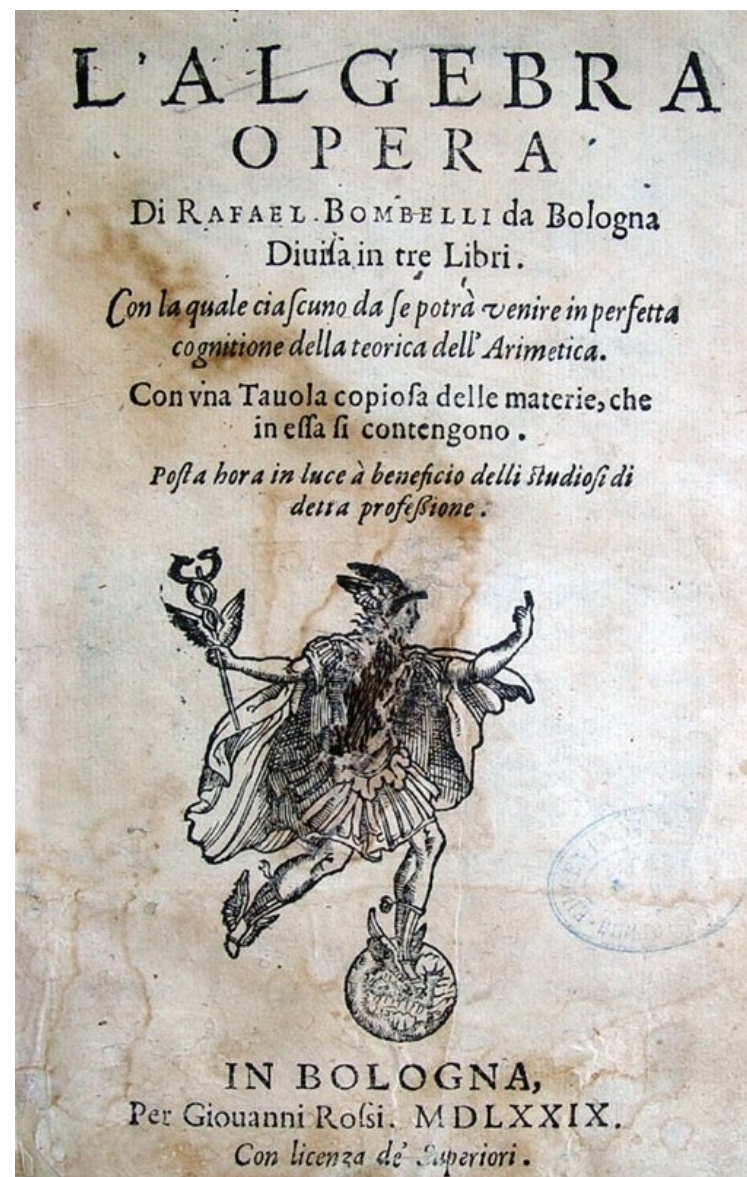 L'ALGEBRA
OPERA
Di RAFAEL BOMBELLI da Bologna
Diuiſa in tre Libri.
Con la quale ciaſcuno da ſe potrà venire in perfetta
cognitione della teorica dell'Arimetica.
Con vna Tauola copioſa delle materie, che
in eſſa ſi contengono.
Poſta hora in luce à beneficio delli ſtudioſi di
detta profeſſione.
IN BOLOGNA,
Per Giouanni Roſſi. MDLXXIX.
Con licenza de' Superiori.